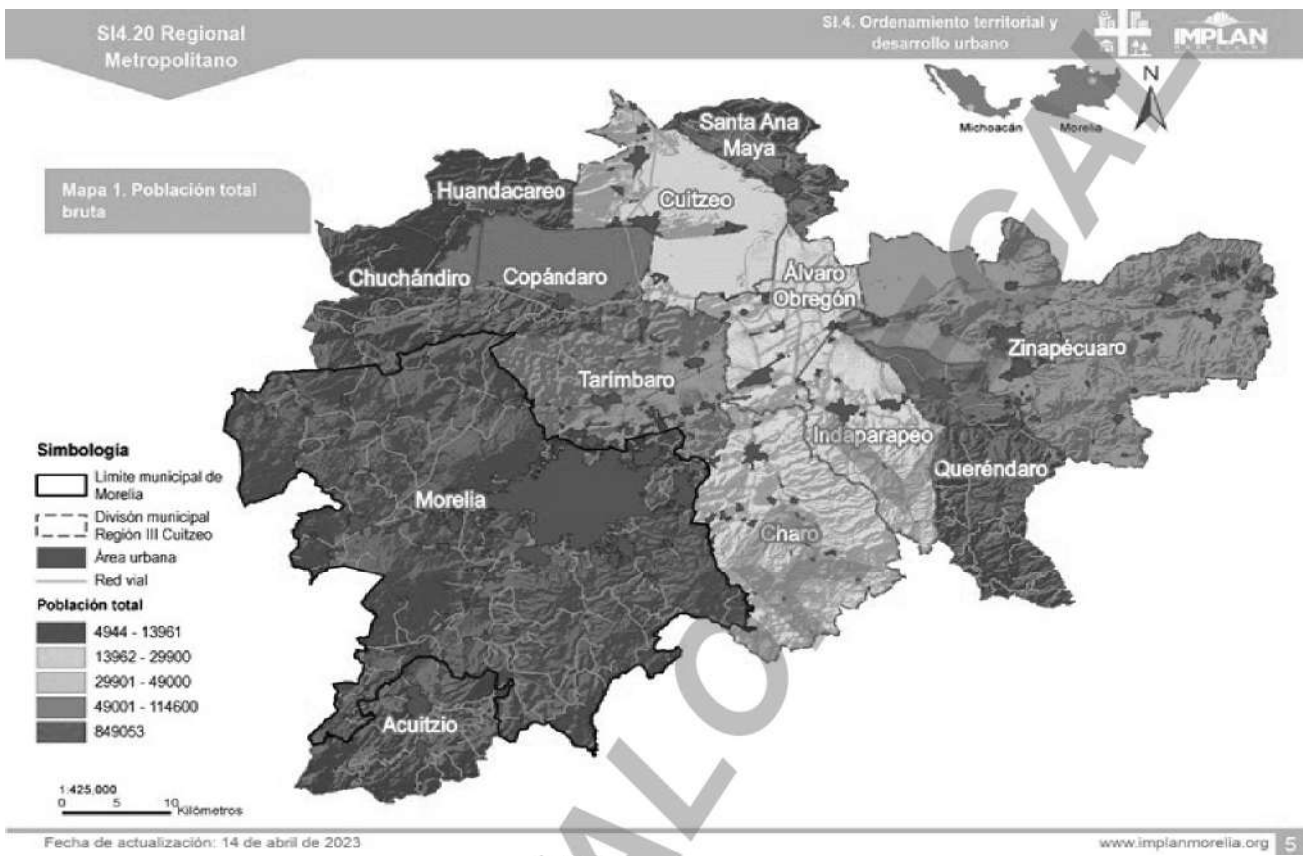 SI4.20 Regional
Metropolitano
SI.4. Ordenamiento territorial y
desarrollo urbano
IMPLAN
N
Michoacán
Morelia
Mapa 1. Población total
bruta
Santa Ana
Maya
Huandacareo
Cuitzeo
Chuchándiro
Copándaro
Álvaro
Obregón
Zinapécuaro
Tarímbaro
Indaparapeo
Queréndaro
Morelia
Charo
Acuitzio
Simbología
Limite municipal de
Morelia
Divisón municipal
Región III Cuitzeo
Área urbana
Red vial
Población total
4944 - 13961
13962 - 29900
29901 - 49000
49001 - 114600
849053
1:425,000
0 5 10 Kilómetros
Fecha de actualización: 14 de abril de 2023
www.implanmorelia.org 5